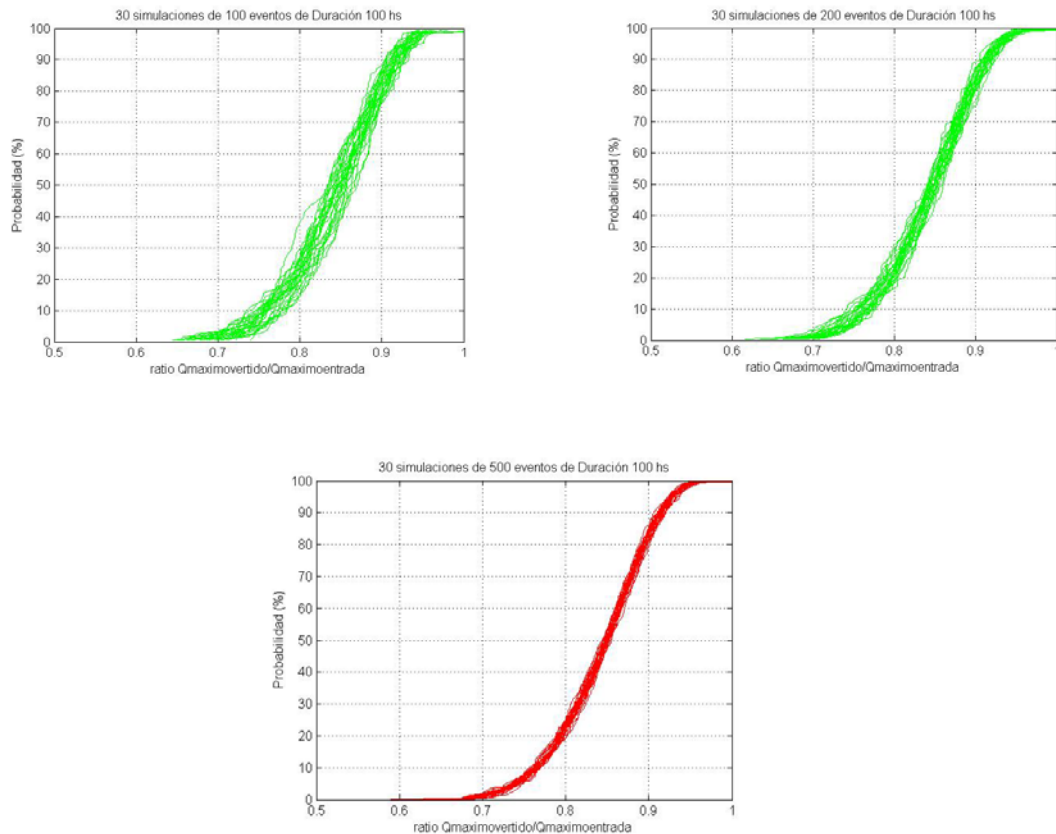 30 simulaciones de 100 eventos de Duración 100 hs
100
90
80
70
60
50
40
30
20
10
0
Probabilidad (%)
0.5 0.6 0.7 0.8 0.9 1
ratio Qmaximovertido/Qmaximoentrada
30 simulaciones de 200 eventos de Duración 100 hs
100
90
80
70
60
50
40
30
20
10
0
Probabilidad (%)
0.5 0.6 0.7 0.8 0.9 1
ratio Qmaximovertido/Qmaximoentrada
30 simulaciones de 500 eventos de Duración 100 hs
100
90
80
70
60
50
40
30
20
10
0
Probabilidad (%)
0.5 0.6 0.7 0.8 0.9 1
ratio Qmaximovertido/Qmaximoentrada